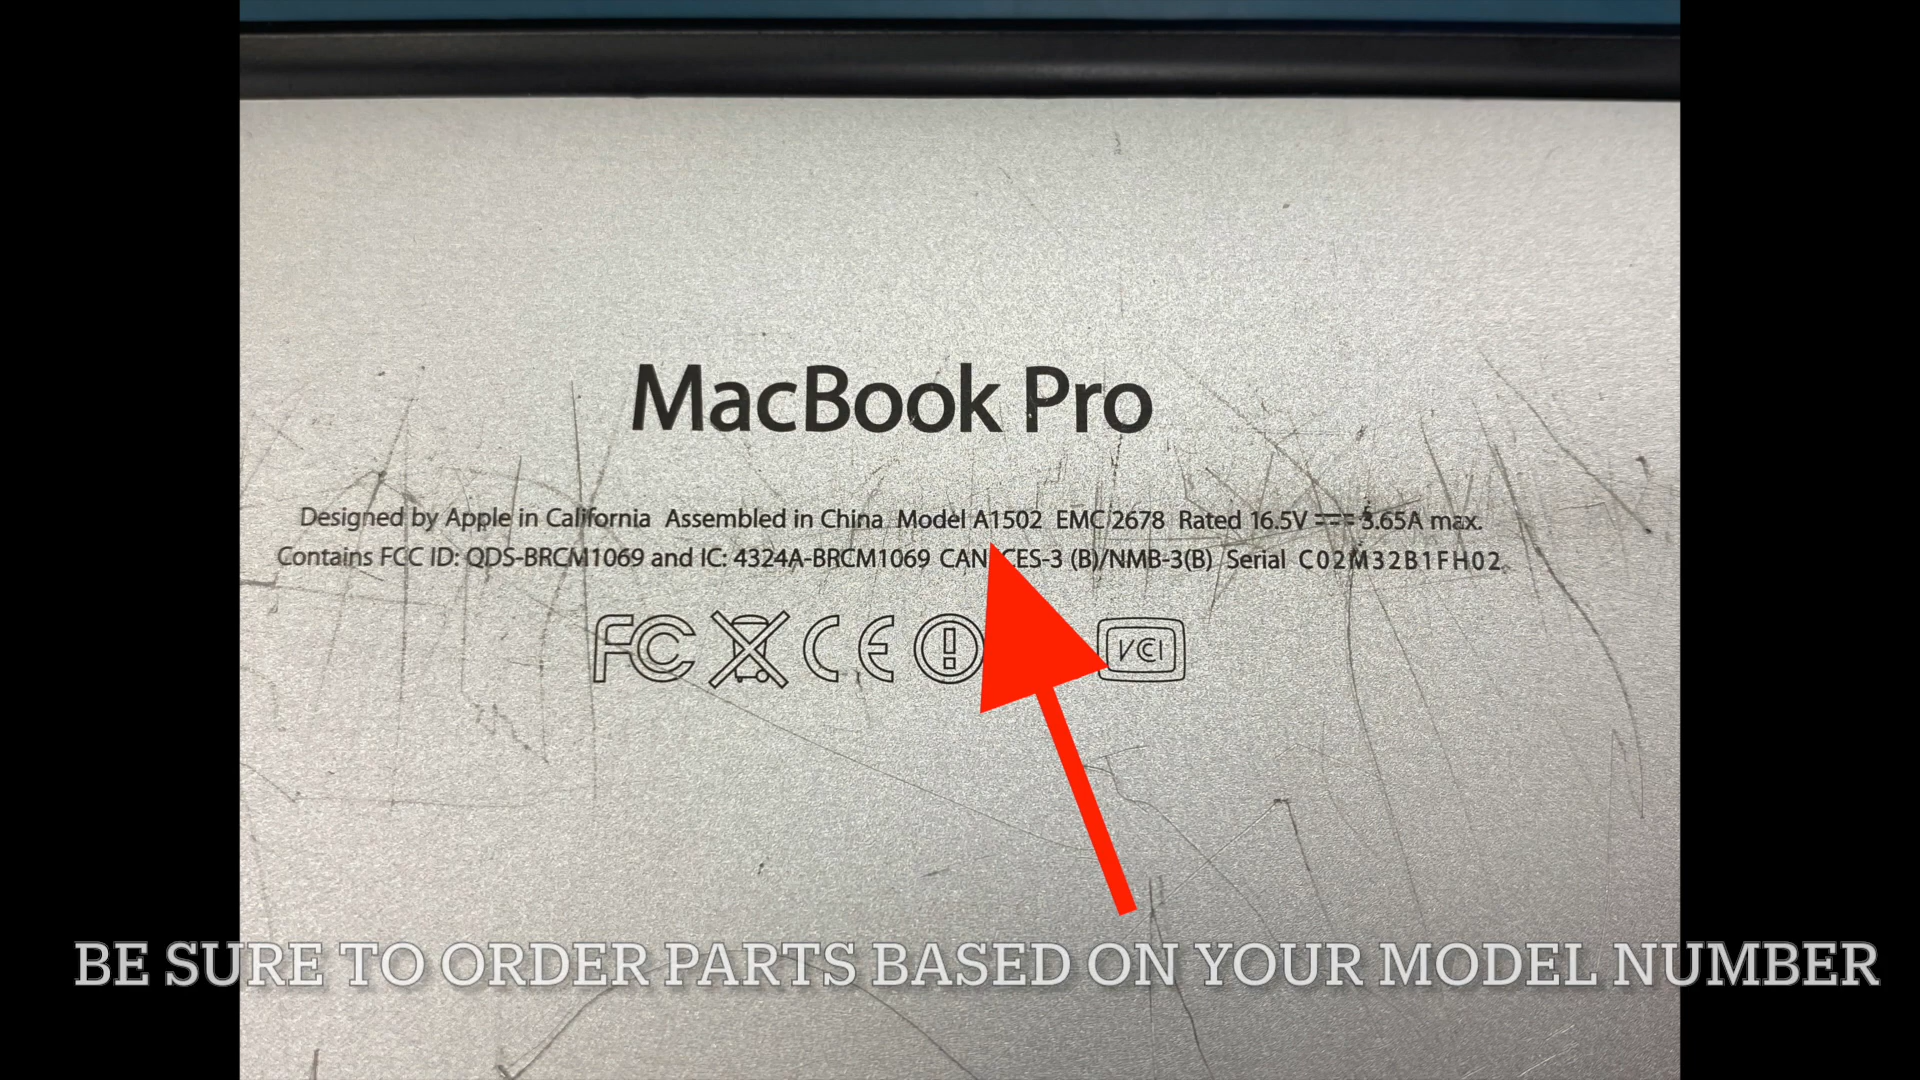 MacBook Pro
Designed by Apple in California Assembled in China Model A1502 EMC 2678 Rated 16.5V ⎓ 3.65A max.
Contains FCC ID: QDS-BRCM1069 and IC: 4324A-BRCM1069 CAN ICES-3 (B)/NMB-3(B) Serial C02M32B1FH02
FC CE VCI
BE SURE TO ORDER PARTS BASED ON YOUR MODEL NUMBER